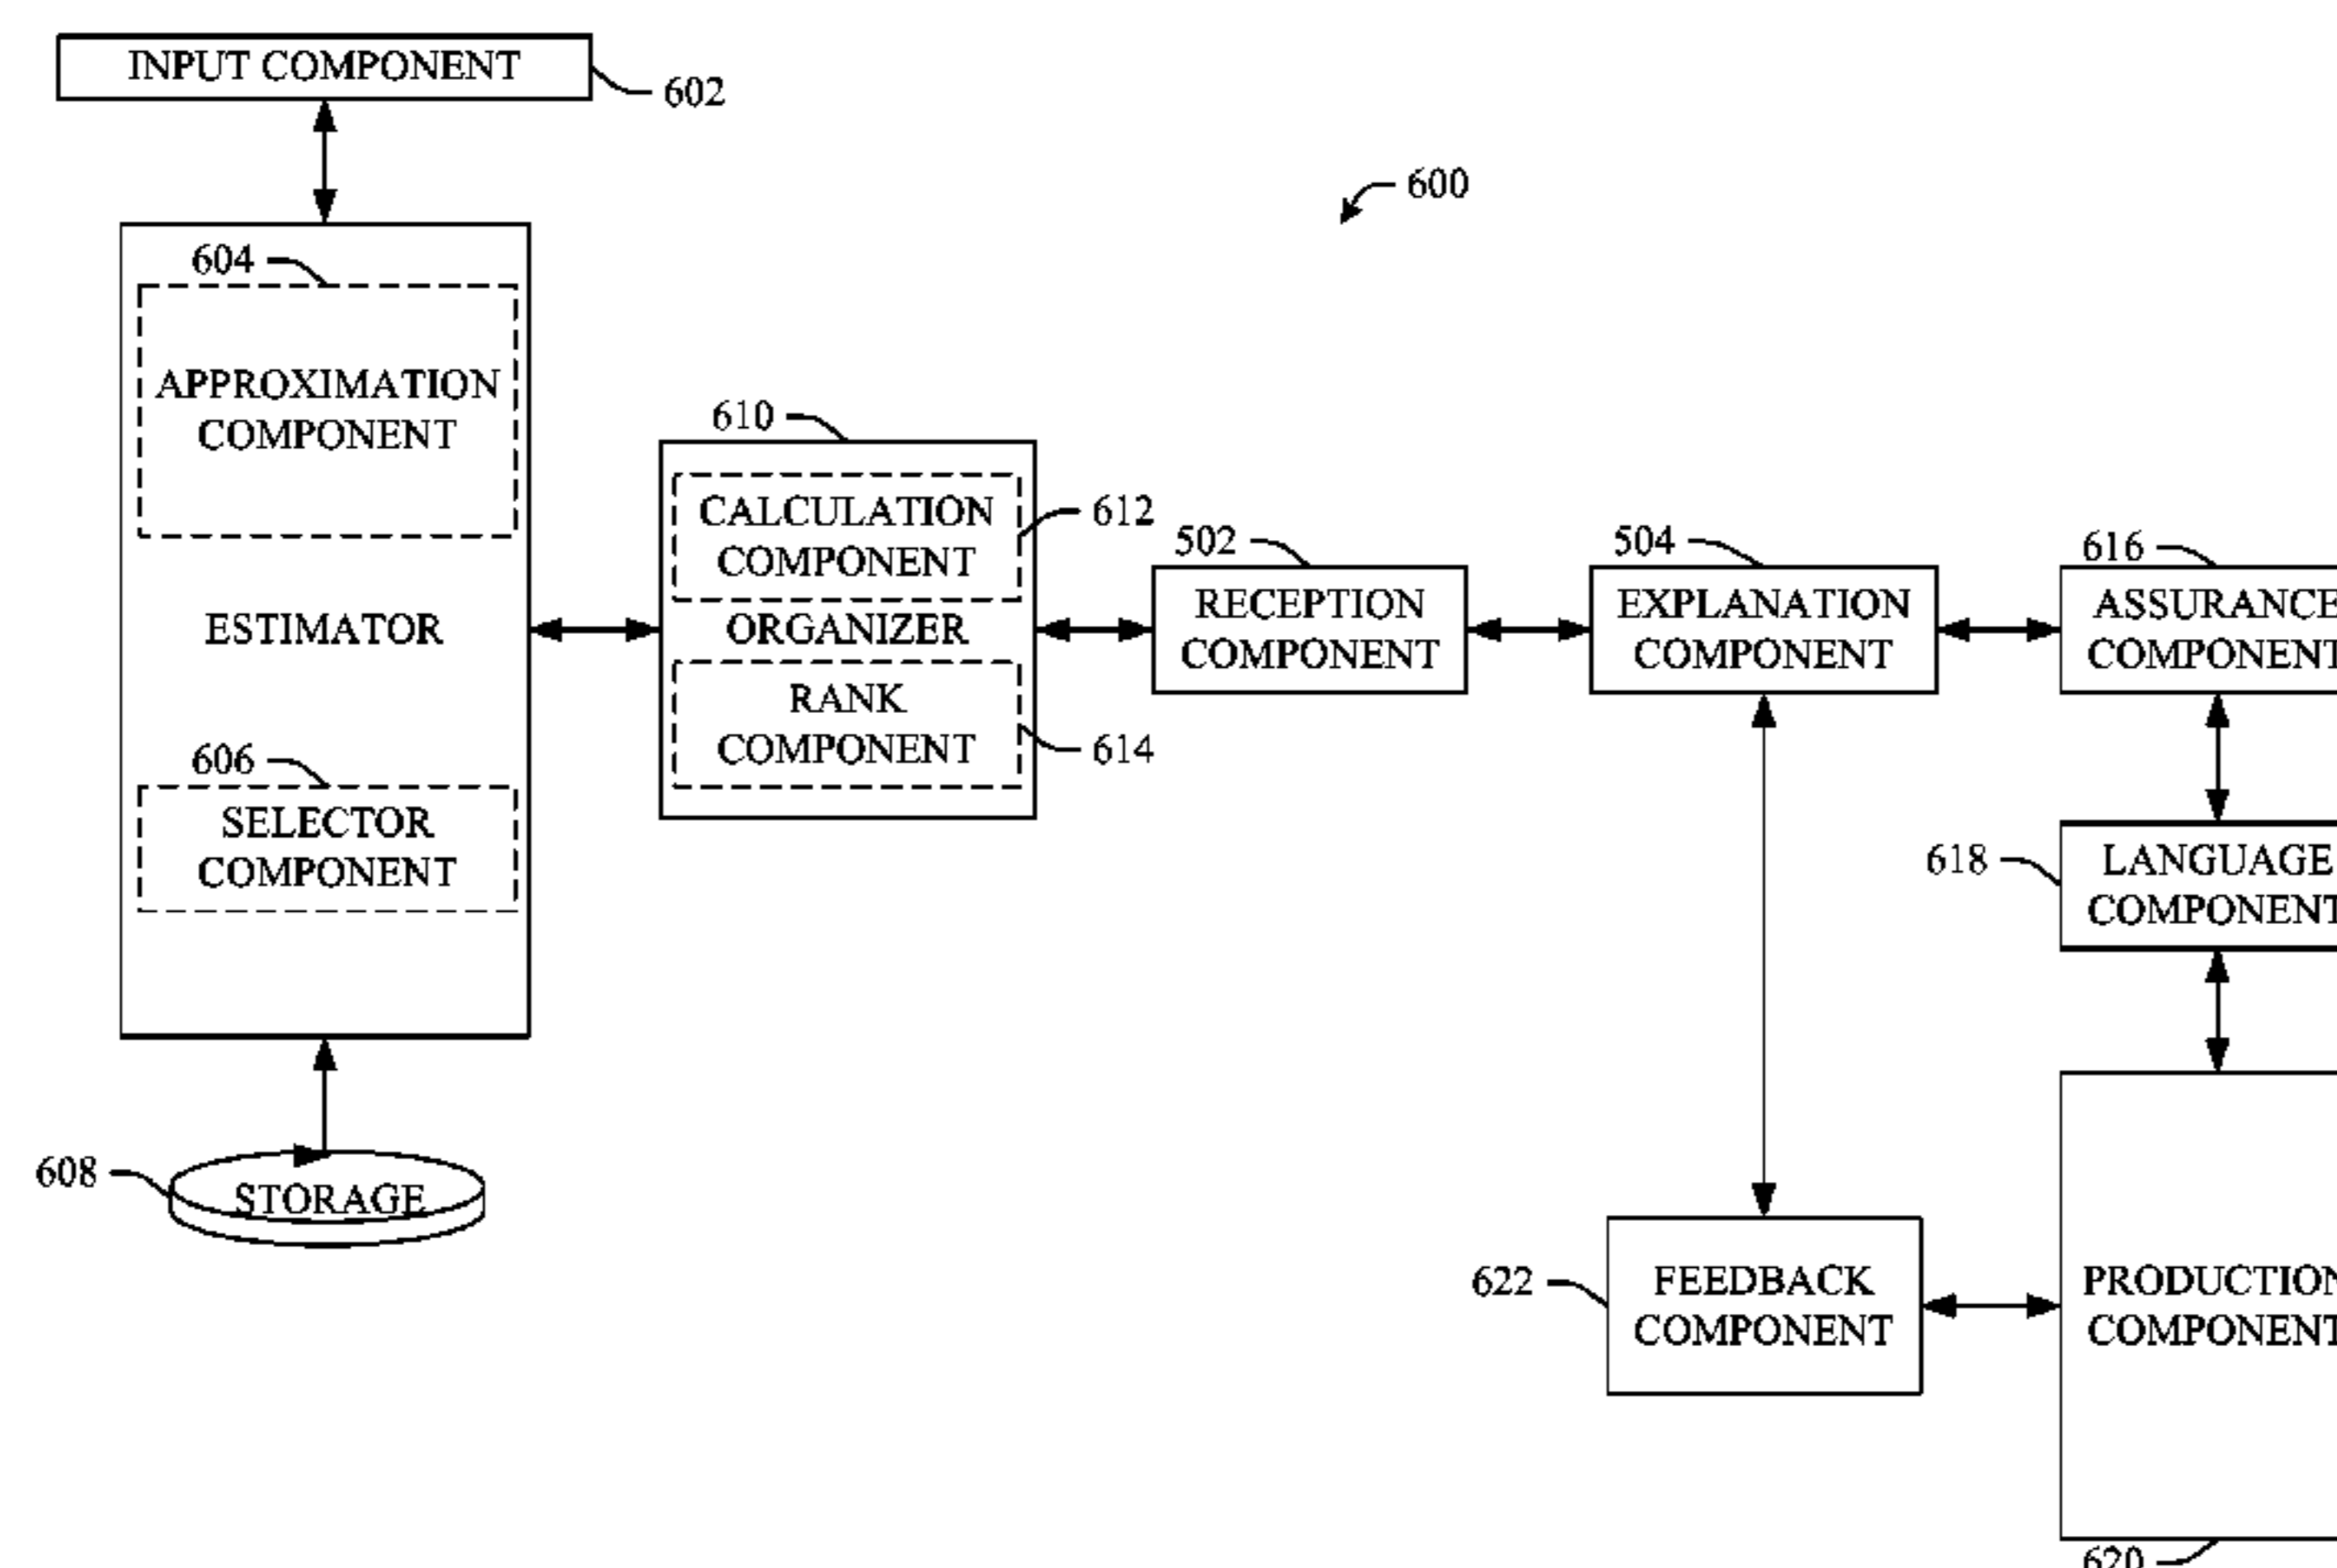 INPUT COMPONENT
602
600
604
APPROXIMATION
COMPONENT
ESTIMATOR
606
SELECTOR
COMPONENT
608
STORAGE
610
CALCULATION
COMPONENT
612
ORGANIZER
RANK
COMPONENT
614
502
RECEPTION
COMPONENT
504
EXPLANATION
COMPONENT
616
ASSURANCE
COMPONENT
618
LANGUAGE
COMPONENT
622
FEEDBACK
COMPONENT
PRODUCTION
COMPONENT
620